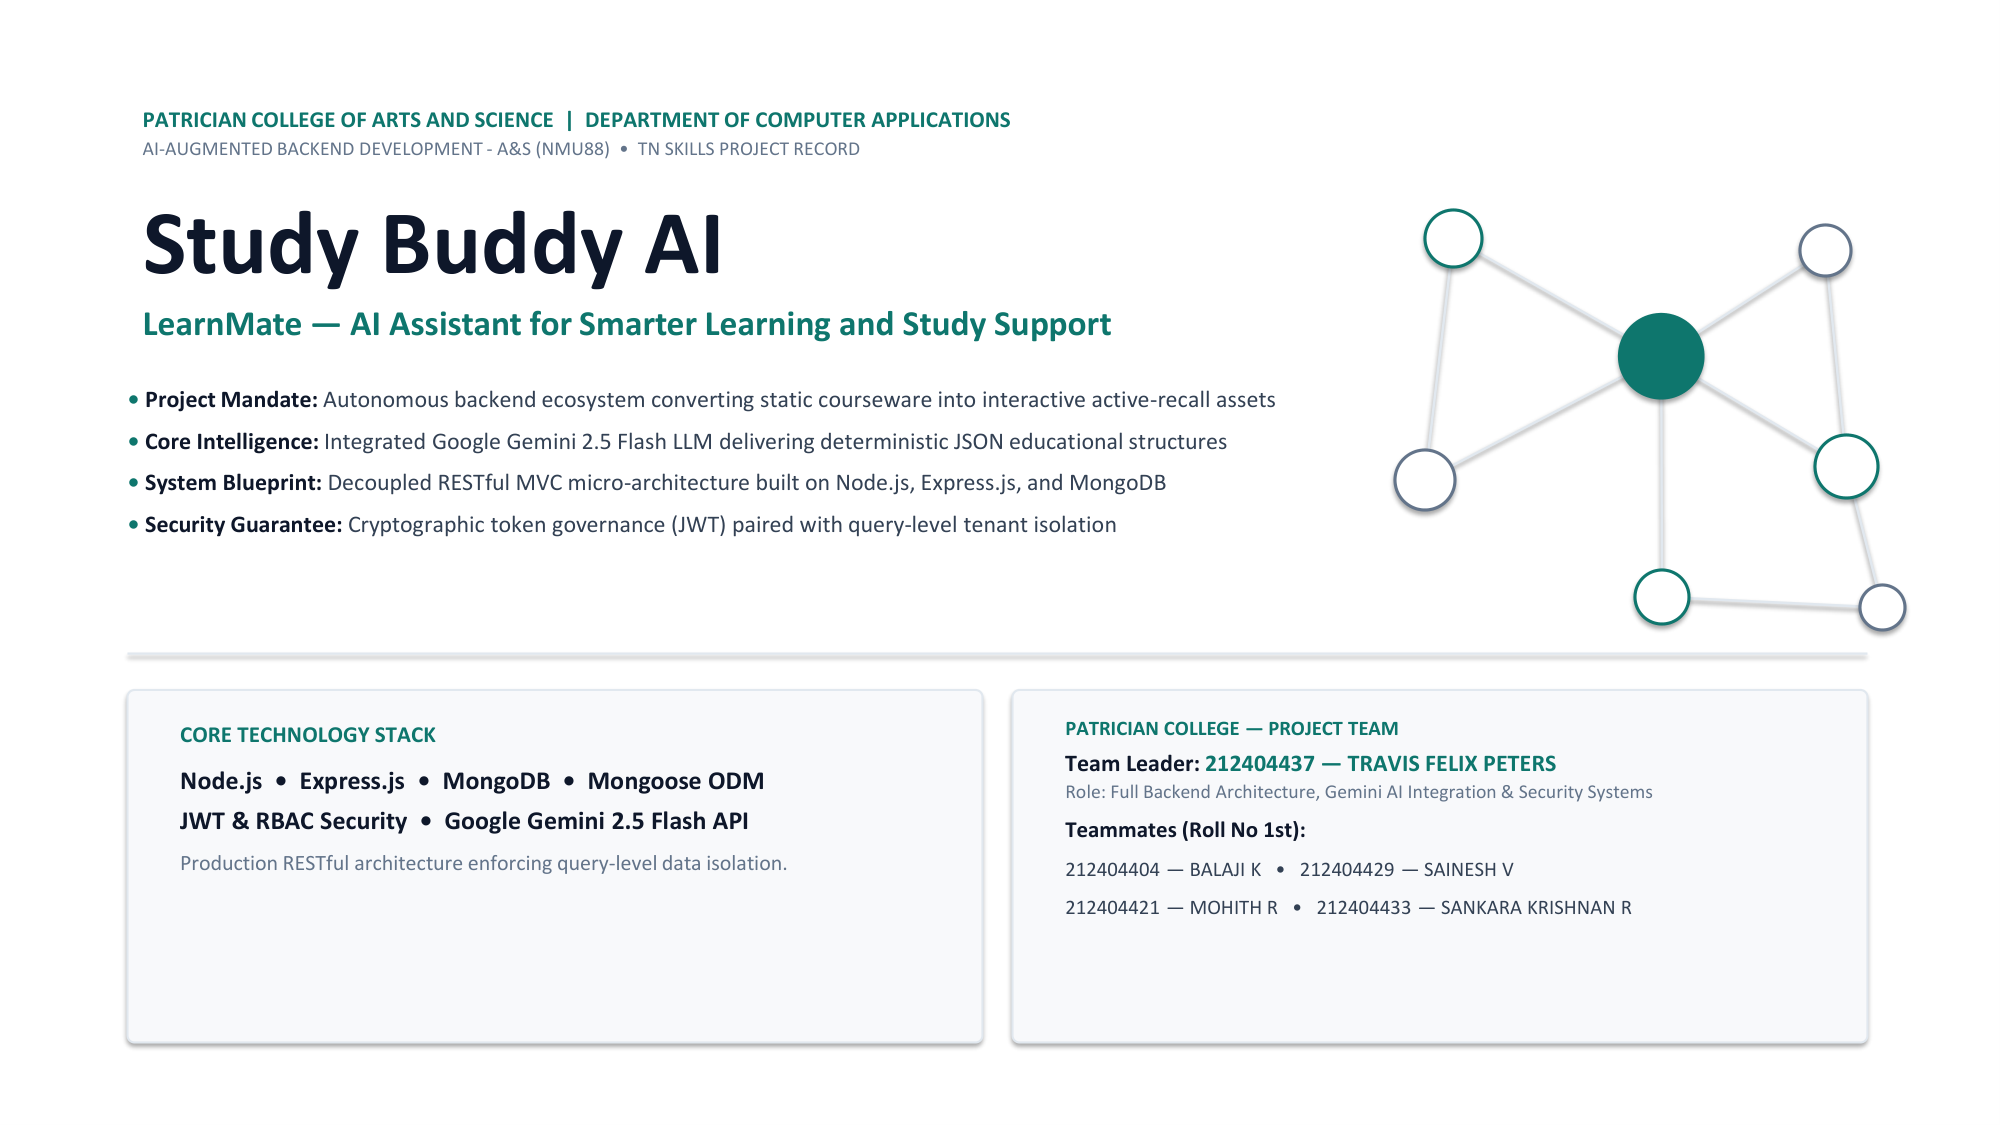 PATRICIAN COLLEGE OF ARTS AND SCIENCE | DEPARTMENT OF COMPUTER APPLICATIONS
AI-AUGMENTED BACKEND DEVELOPMENT - A&S (NMU88) • TN SKILLS PROJECT RECORD
Study Buddy AI
LearnMate — AI Assistant for Smarter Learning and Study Support
• Project Mandate: Autonomous backend ecosystem converting static courseware into interactive active-recall assets
• Core Intelligence: Integrated Google Gemini 2.5 Flash LLM delivering deterministic JSON educational structures
• System Blueprint: Decoupled RESTful MVC micro-architecture built on Node.js, Express.js, and MongoDB
• Security Guarantee: Cryptographic token governance (JWT) paired with query-level tenant isolation
CORE TECHNOLOGY STACK
Node.js • Express.js • MongoDB • Mongoose ODM
JWT & RBAC Security • Google Gemini 2.5 Flash API
Production RESTful architecture enforcing query-level data isolation.
PATRICIAN COLLEGE — PROJECT TEAM
Team Leader: 212404437 — TRAVIS FELIX PETERS
Role: Full Backend Architecture, Gemini AI Integration & Security Systems
Teammates (Roll No 1st):
212404404 — BALAJI K • 212404429 — SAINESH V
212404421 — MOHITH R • 212404433 — SANKARA KRISHNAN R